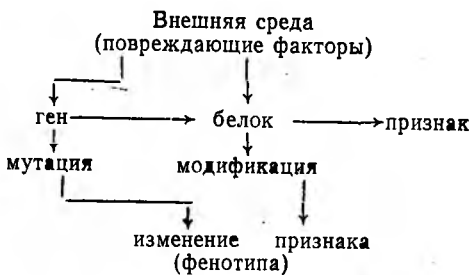 Внешняя среда
(повреждающие факторы)
ген белок признак
мутация модификация
изменение признака
(фенотипа)